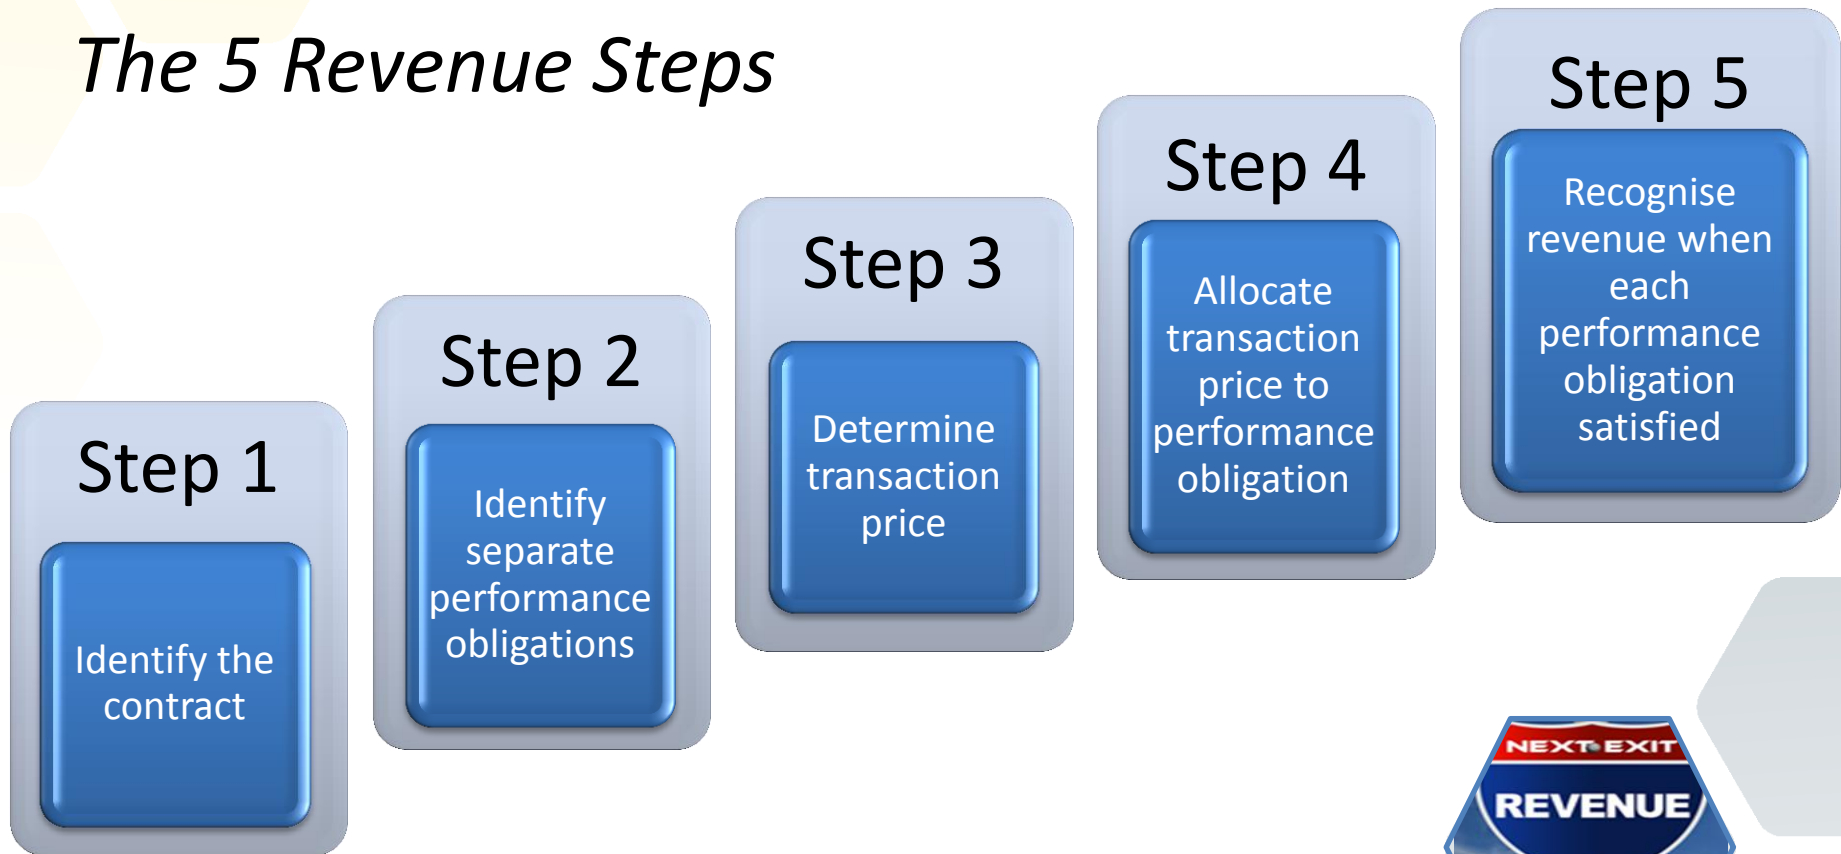 The 5 Revenue Steps
Step 1
Identify the
contract
Step 2
Identify
separate
performance
obligations
Step 3
Determine
transaction
price
Step 4
Allocate
transaction
price to
performance
obligation
Step 5
Recognise
revenue when
each
performance
obligation
satisfied
NEXT EXIT
REVENUE